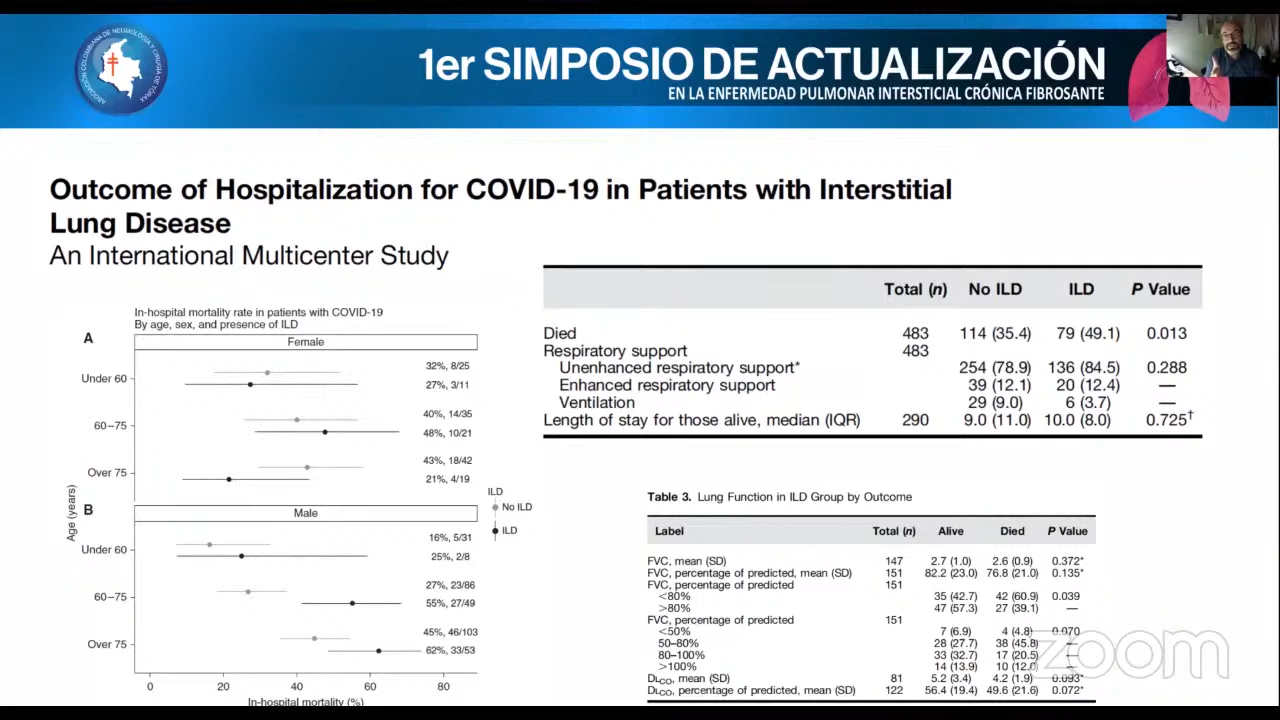 ASOCIACIÓN COLOMBIANA DE NEUMOLOGÍA Y CIRUGÍA DE TÓRAX
1er SIMPOSIO DE ACTUALIZACIÓN
EN LA ENFERMEDAD PULMONAR INTERSTICIAL CRÓNICA FIBROSANTE
Outcome of Hospitalization for COVID-19 in Patients with Interstitial
Lung Disease
An International Multicenter Study
In-hospital mortality rate in patients with COVID-19
By age, sex, and presence of ILD
A
Female
Under 60
32%, 8/25
27%, 3/11
60–75
40%, 14/35
48%, 10/21
Over 75
43%, 18/42
21%, 4/19
Age (years)
B
Male
Under 60
16%, 5/31
25%, 2/8
60–75
27%, 23/86
55%, 27/49
Over 75
45%, 46/103
62%, 33/53
0 20 40 60 80
In-hospital mortality (%)
ILD
No ILD
ILD
Total (n) No ILD ILD P Value
Died 483 114 (35.4) 79 (49.1) 0.013
Respiratory support 483
Unenhanced respiratory support* 254 (78.9) 136 (84.5) 0.288
Enhanced respiratory support 39 (12.1) 20 (12.4) —
Ventilation 29 (9.0) 6 (3.7) —
Length of stay for those alive, median (IQR) 290 9.0 (11.0) 10.0 (8.0) 0.725†
Table 3. Lung Function in ILD Group by Outcome
Label Total (n) Alive Died P Value
FVC, mean (SD) 147 2.7 (1.0) 2.6 (0.9) 0.372*
FVC, percentage of predicted, mean (SD) 151 82.2 (23.0) 76.8 (21.0) 0.135*
FVC, percentage of predicted 151
<80% 35 (42.7) 42 (60.9) 0.039
>80% 47 (57.3) 27 (39.1) —
FVC, percentage of predicted 151
<50% 7 (6.9) 4 (4.8) 0.070
50–80% 28 (27.7) 38 (45.8) —
80–100% 33 (32.7) 17 (20.5) —
>100% 14 (13.9) 10 (12.0) —
DLCO, mean (SD) 81 5.2 (3.4) 4.2 (1.9) 0.093*
DLCO, percentage of predicted, mean (SD) 122 56.4 (19.4) 49.6 (21.6) 0.072*
zoom